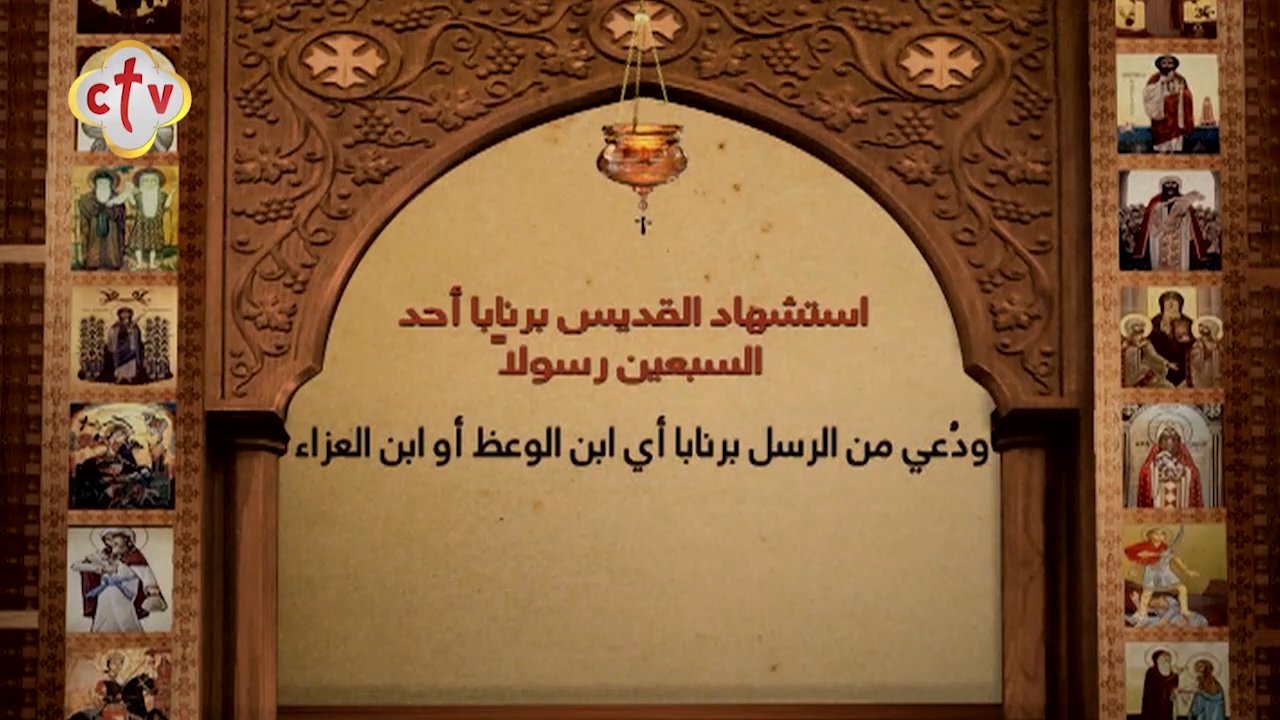 ctv
استشهاد القديس برنابا أحد
السبعين رسولاً
ودُعي من الرسل برنابا أي ابن الوعظ أو ابن العزاء